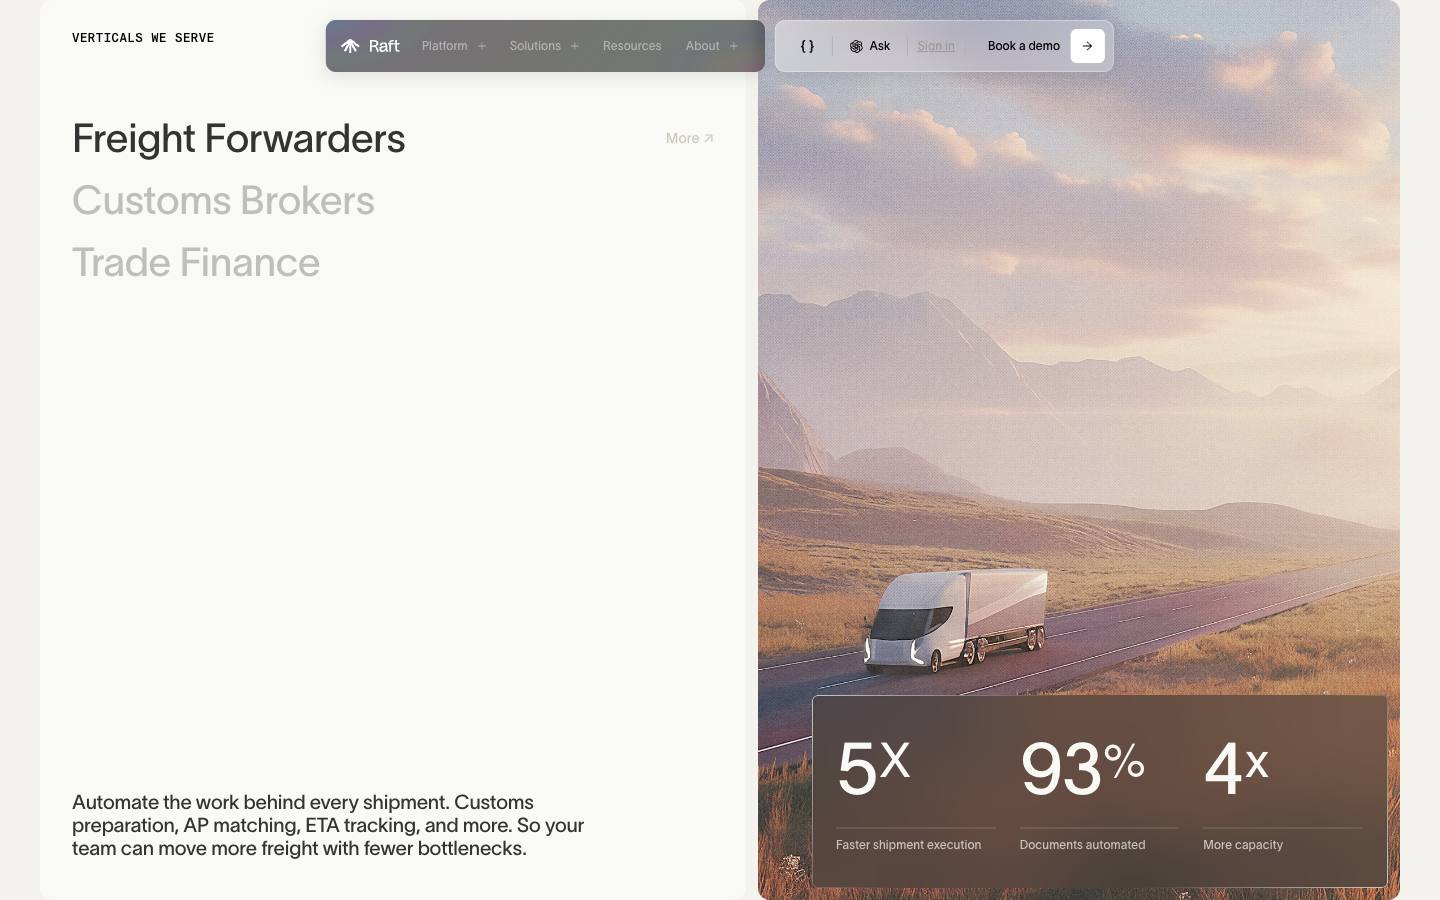 VERTICALS WE SERVE
Raft
Platform +
Solutions +
Resources
About +
{ }
Ask
Sign in
Book a demo →
Freight Forwarders
More ↗
Customs Brokers
Trade Finance
Automate the work behind every shipment. Customs
preparation, AP matching, ETA tracking, and more. So your
team can move more freight with fewer bottlenecks.
5X
Faster shipment execution
93%
Documents automated
4x
More capacity